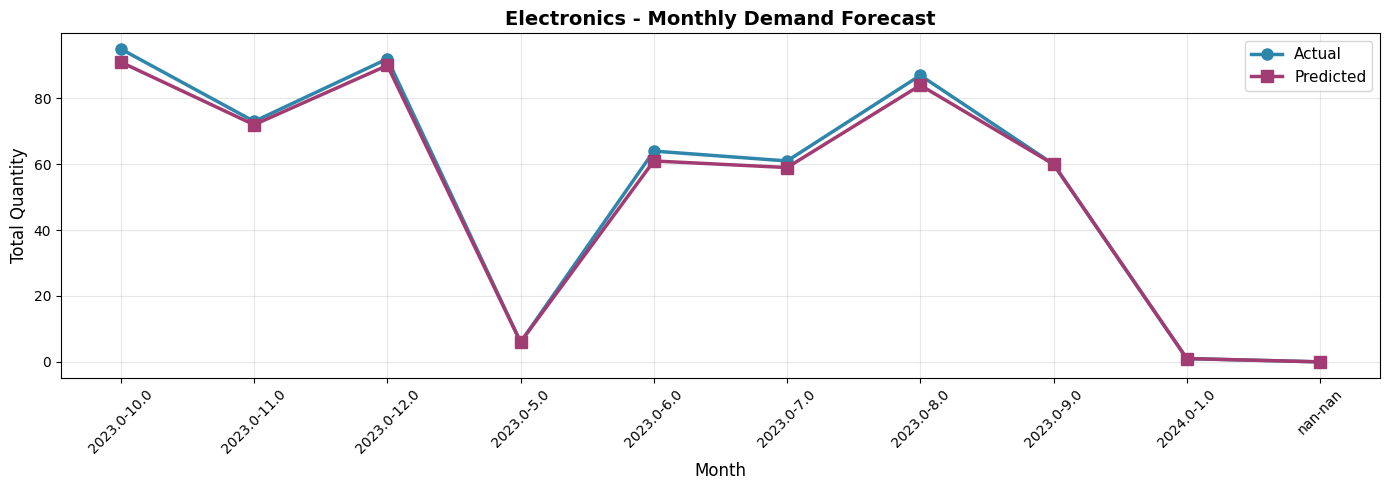 Electronics - Monthly Demand Forecast
Actual
Predicted
Total Quantity
80
60
40
20
0
2023.0-10.0
2023.0-11.0
2023.0-12.0
2023.0-5.0
2023.0-6.0
2023.0-7.0
2023.0-8.0
2023.0-9.0
2024.0-1.0
nan-nan
Month